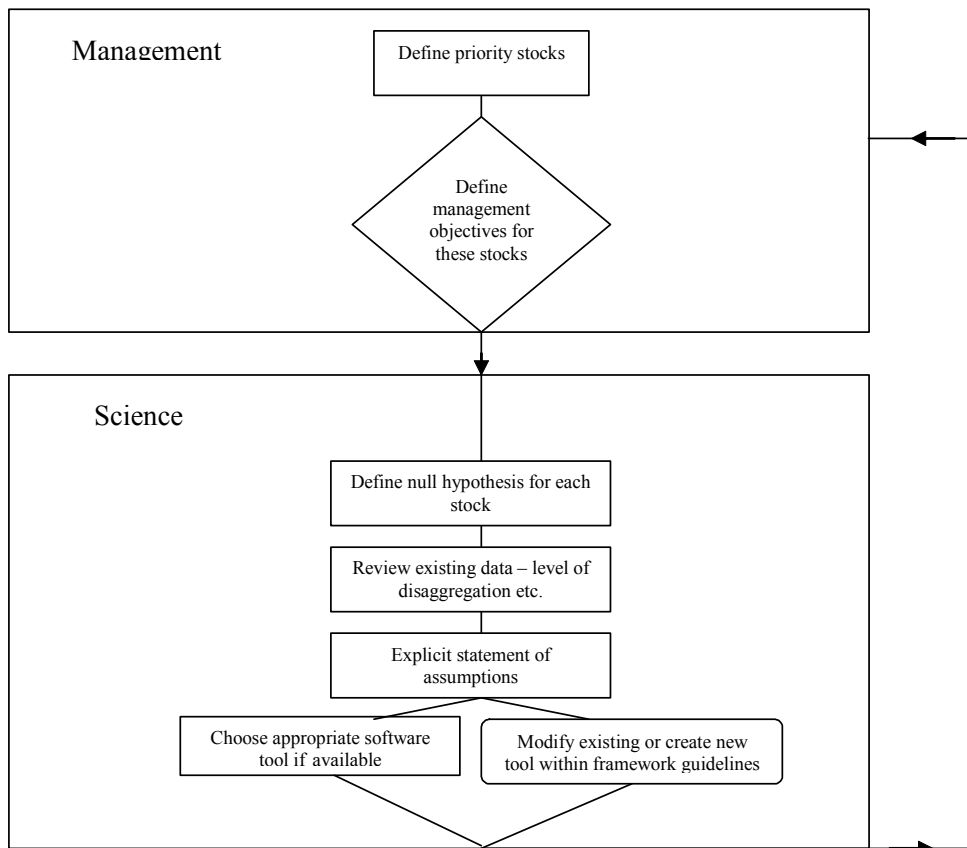 Management
Define priority stocks
Define
management
objectives for
these stocks
Science
Define null hypothesis for each
stock
Review existing data – level of
disaggregation etc.
Explicit statement of
assumptions
Choose appropriate software
tool if available
Modify existing or create new
tool within framework guidelines